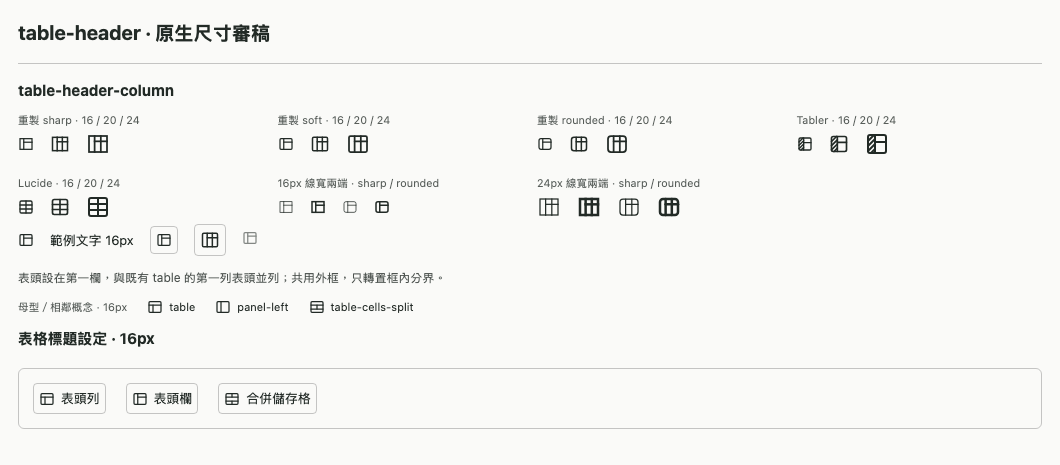 table-header · 原生尺寸審稿
table-header-column
重製 sharp · 16 / 20 / 24
重製 soft · 16 / 20 / 24
重製 rounded · 16 / 20 / 24
Tabler · 16 / 20 / 24
Lucide · 16 / 20 / 24
16px 線寬兩端 · sharp / rounded
24px 線寬兩端 · sharp / rounded
範例文字 16px
表頭設在第一欄，與既有 table 的第一列表頭並列；共用外框，只轉置框內分界。
母型 / 相鄰概念 · 16px
table
panel-left
table-cells-split
表格標題設定 · 16px
表頭列
表頭欄
合併儲存格